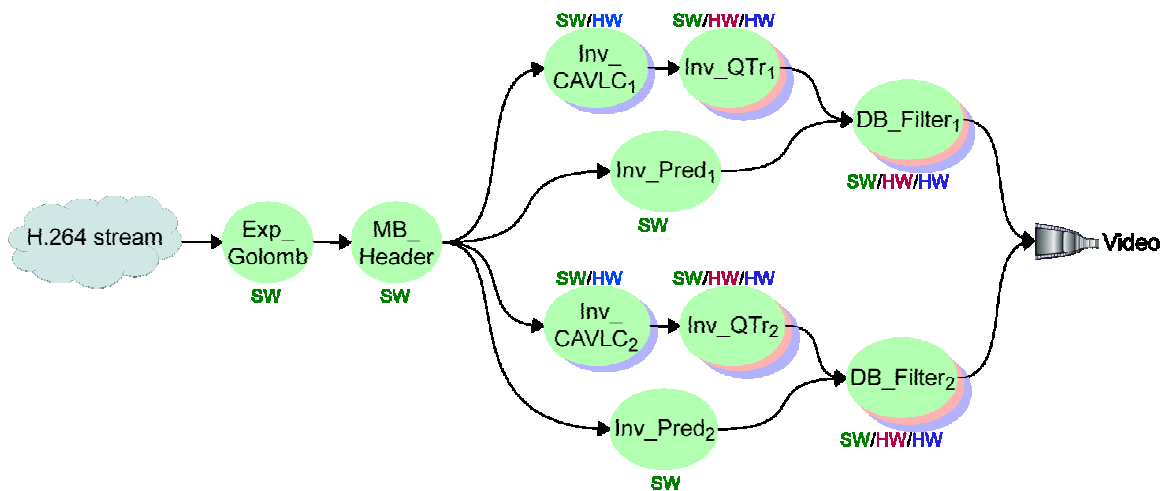 SW/HW
SW/HW/HW
Inv_
CAVLC1
Inv_QTr1
DB_Filter1
SW/HW/HW
Inv_Pred1
SW
H.264 stream
Exp_
Golomb
SW
MB_
Header
SW
Video
SW/HW
SW/HW/HW
Inv_
CAVLC2
Inv_QTr2
DB_Filter2
SW/HW/HW
Inv_Pred2
SW